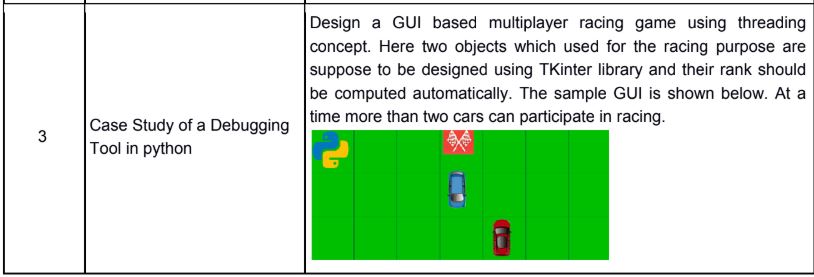 3
Case Study of a Debugging
Tool in python
Design a GUI based multiplayer racing game using threading
concept. Here two objects which used for the racing purpose are
suppose to be designed using TKinter library and their rank should
be computed automatically. The sample GUI is shown below. At a
time more than two cars can participate in racing.